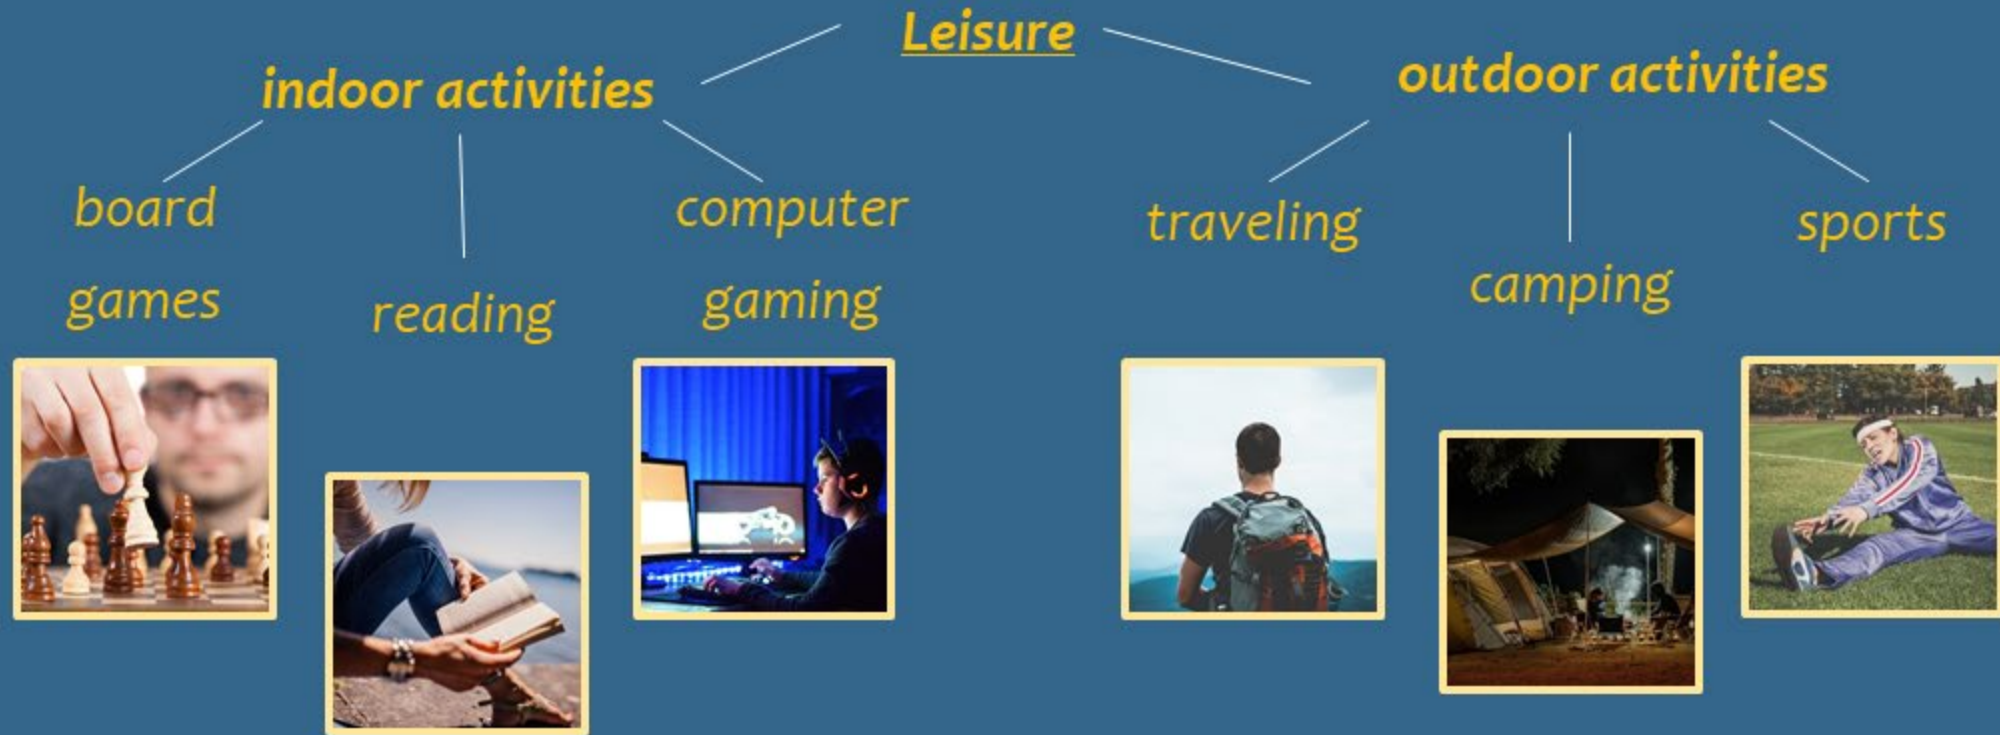 Leisure
indoor activities
outdoor activities
board
games
reading
computer
gaming
traveling
camping
sports